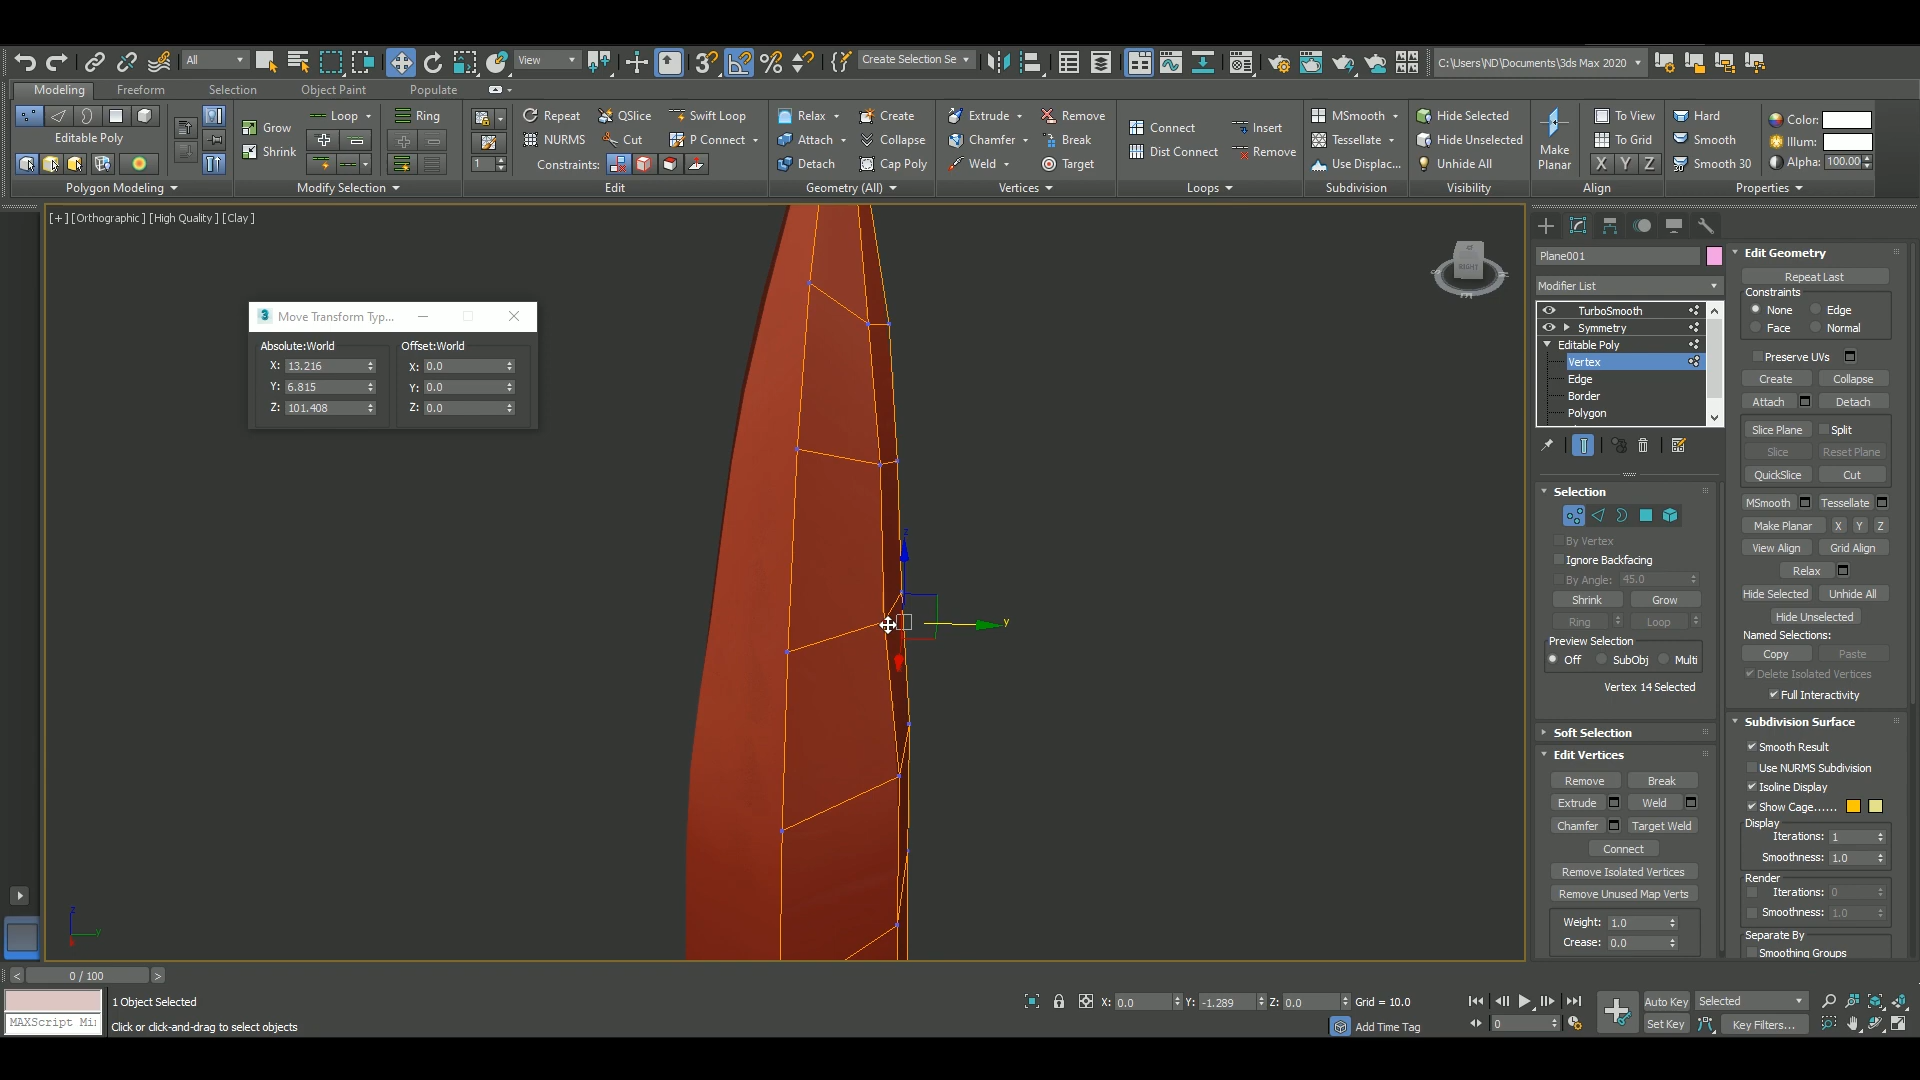 All
View
Create Selection Se
C:\Users\ND\Documents\3ds Max 2020
Modeling Freeform Selection Object Paint Populate
Edit Poly
Editable Poly
Polygon Modeling
Grow
Shrink
Loop
Modify Selection
Ring
1
Repeat QSlice Swift Loop
NURMS Cut P Connect
Constraints:
Edit
Relax Create
Attach Collapse
Detach Cap Poly
Geometry (All)
Extrude Remove
Chamfer Break
Weld Target
Vertices
Connect Insert
Dist Connect Remove
Loops
MSmooth
Tessellate
Use Displac...
Subdivision
Hide Selected
Hide Unselected
Unhide All
Visibility
Make
Planar
To View
To Grid
X Y Z
Align
Hard
Smooth
Smooth 30
Color:
Illum:
Alpha: 100.00
Properties
[+] [Orthographic] [High Quality] [Clay]
RIGHT
3 Move Transform Typ...
Absolute:World Offset:World
X: 13.216 X: 0.0
Y: 6.815 Y: 0.0
Z: 101.408 Z: 0.0
z
y
z
y
Plane001
Modifier List
TurboSmooth
Symmetry
Editable Poly
Vertex
Edge
Border
Polygon
Selection
By Vertex
Ignore Backfacing
By Angle: 45.0
Shrink Grow
Ring Loop
Preview Selection
Off SubObj Multi
Vertex 14 Selected
Soft Selection
Edit Vertices
Remove Break
Extrude Weld
Chamfer Target Weld
Connect
Remove Isolated Vertices
Remove Unused Map Verts
Weight: 1.0
Crease: 0.0
Edit Geometry
Repeat Last
Constraints
None Edge
Face Normal
Preserve UVs
Create Collapse
Attach Detach
Slice Plane Split
Slice Reset Plane
QuickSlice Cut
MSmooth Tessellate
Make Planar X Y Z
View Align Grid Align
Relax
Hide Selected Unhide All
Hide Unselected
Named Selections:
Copy Paste
Delete Isolated Vertices
Full Interactivity
Subdivision Surface
Smooth Result
Use NURMS Subdivision
Isoline Display
Show Cage......
Display
Iterations: 1
Smoothness: 1.0
Render
Iterations: 0
Smoothness: 1.0
Separate By
Smoothing Groups
< 0 / 100 >
MAXScript Mi
1 Object Selected
Click or click-and-drag to select objects
X: 0.0 Y: -1.289 Z: 0.0 Grid = 10.0
Add Time Tag
0
Auto Key Selected
Set Key Key Filters...